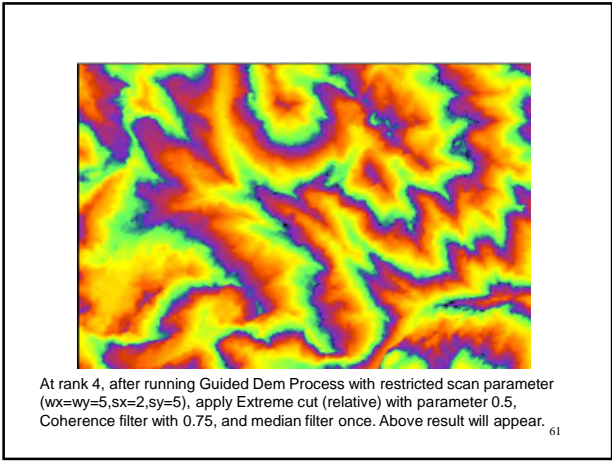 At rank 4, after running Guided Dem Process with restricted scan parameter
(wx=wy=5,sx=2,sy=5), apply Extreme cut (relative) with parameter 0.5,
Coherence filter with 0.75, and median filter once. Above result will appear.
61